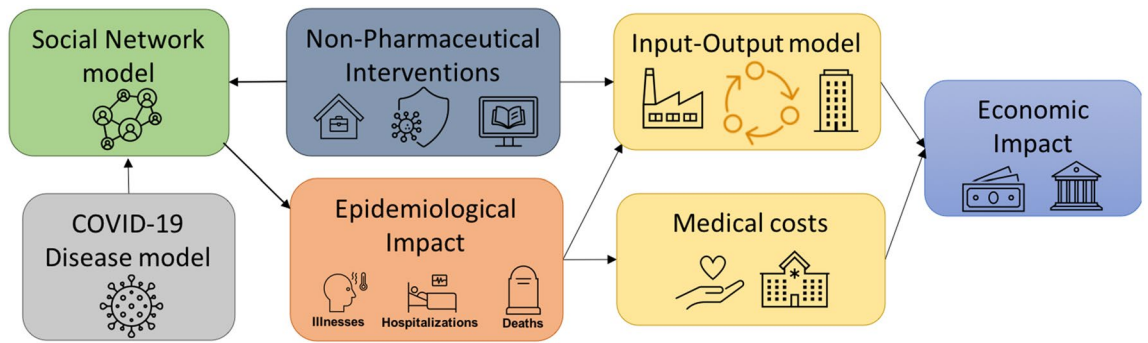 Social Network
model
Non-Pharmaceutical
Interventions
Input-Output model
Economic
Impact
COVID-19
Disease model
Epidemiological
Impact
Illnesses
Hospitalizations
Deaths
Medical costs